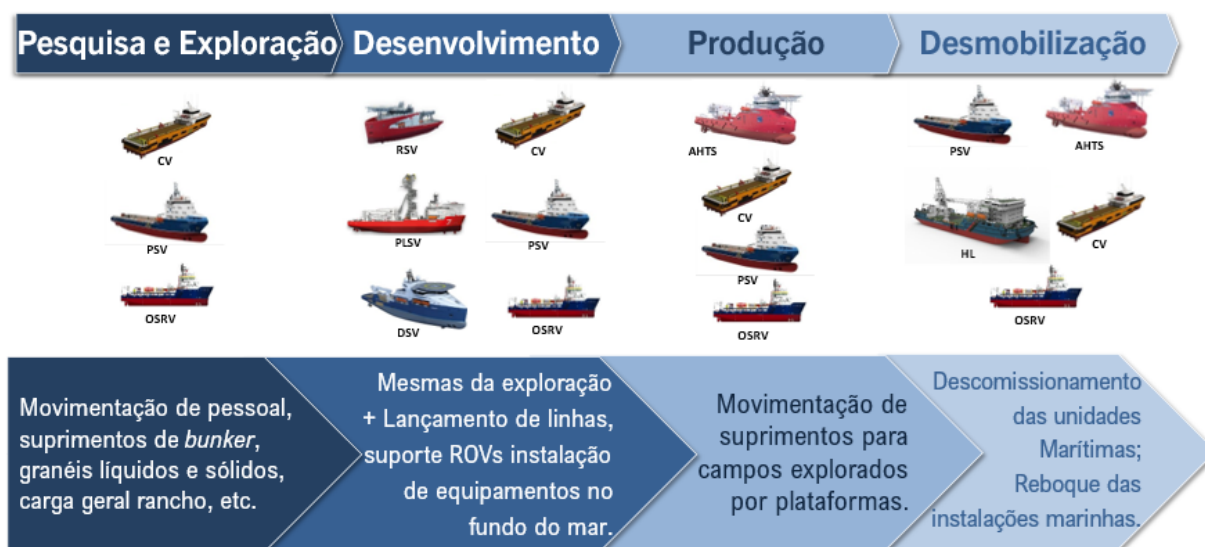 Pesquisa e Exploração
Desenvolvimento
Produção
Desmobilização
CV
PSV
OSRV
RSV
CV
PLSV
PSV
DSV
OSRV
AHTS
CV
PSV
OSRV
PSV
AHTS
HL
CV
OSRV
Movimentação de pessoal,
suprimentos de bunker,
granéis líquidos e sólidos,
carga geral rancho, etc.
Mesmas da exploração
+ Lançamento de linhas,
suporte ROVs instalação
de equipamentos no
fundo do mar.
Movimentação de
suprimentos para
campos explorados
por plataformas.
Descomissionamento
das unidades
Marítimas;
Reboque das
instalações marinhas.